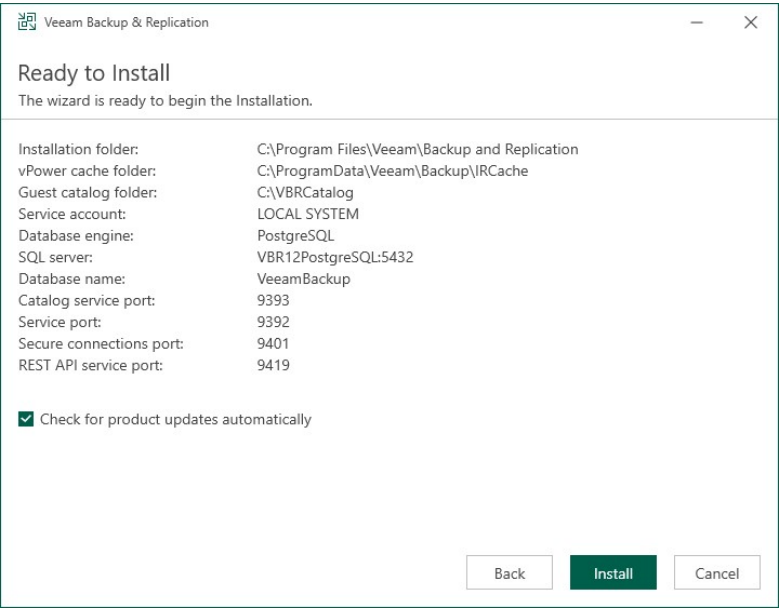 Veeam Backup & Replication
Ready to Install
The wizard is ready to begin the Installation.
Installation folder: C:\Program Files\Veeam\Backup and Replication
vPower cache folder: C:\ProgramData\Veeam\Backup\IRCache
Guest catalog folder: C:\VBRCatalog
Service account: LOCAL SYSTEM
Database engine: PostgreSQL
SQL server: VBR12PostgreSQL:5432
Database name: VeeamBackup
Catalog service port: 9393
Service port: 9392
Secure connections port: 9401
REST API service port: 9419
Check for product updates automatically
Back Install Cancel